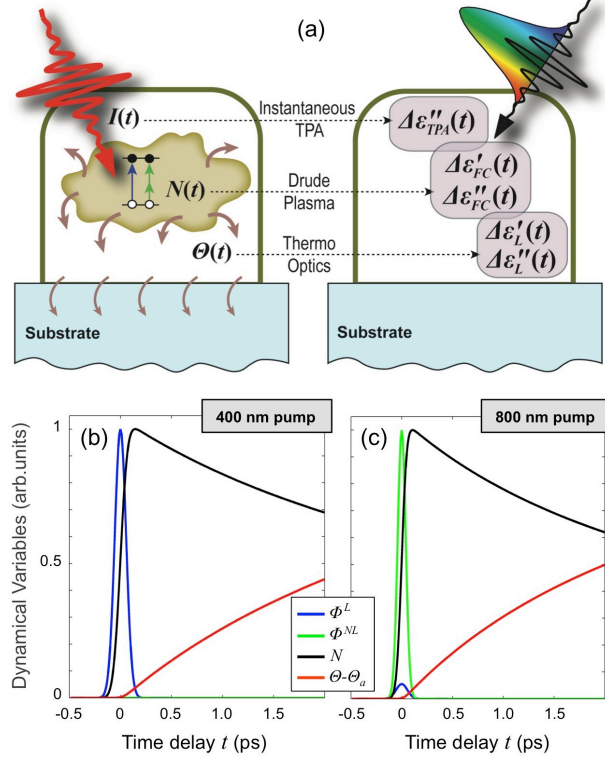 (a)
I(t)
Instantaneous
TPA
Δε″TPA(t)
N(t)
Drude
Plasma
Δε′FC(t)
Δε″FC(t)
Θ(t)
Thermo
Optics
Δε′L(t)
Δε″L(t)
Substrate
Substrate
400 nm pump
800 nm pump
(b)
(c)
Dynamical Variables (arb.units)
1
0.5
0
Φ^L
Φ^NL
N
Θ-Θa
-0.5 0 0.5 1.0 1.5
-0.5 0 0.5 1.0 1.5
Time delay t (ps)
Time delay t (ps)